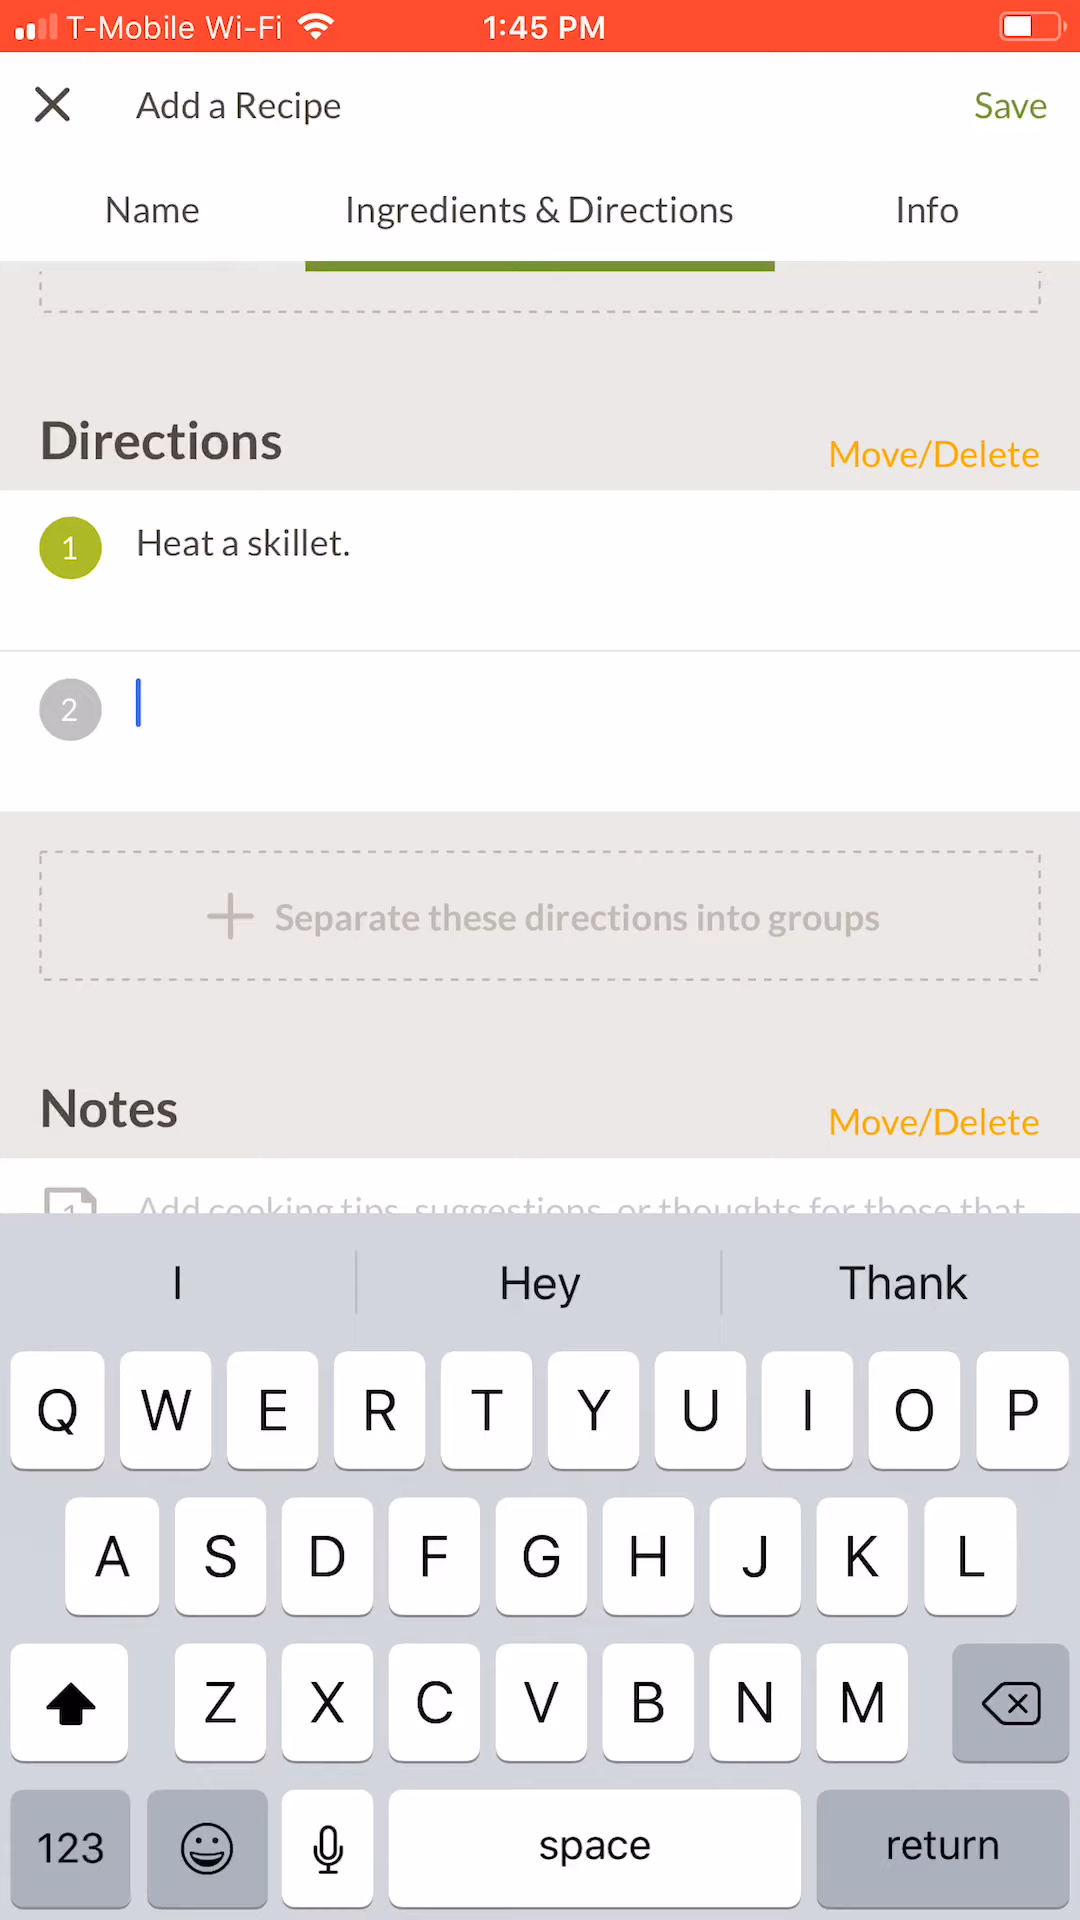 T-Mobile Wi-Fi 1:45 PM
Add a Recipe Save
Name Ingredients & Directions Info
Directions Move/Delete
1 Heat a skillet.
2
Separate these directions into groups
Notes Move/Delete
1 Add cooking tips, suggestions, or thoughts for those that
I Hey Thank
Q W E R T Y U I O P
A S D F G H J K L
Z X C V B N M
123 space return